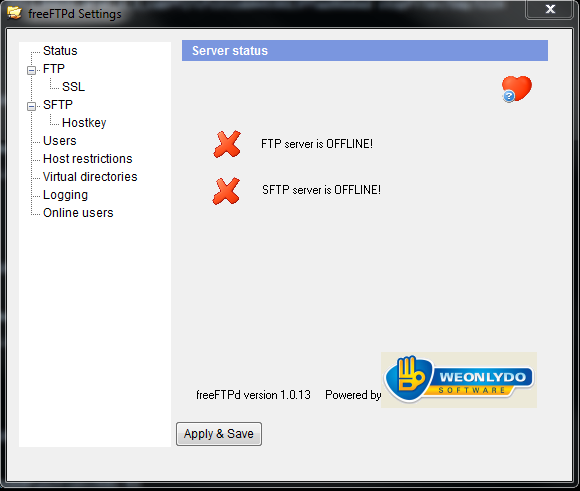 freeFTPd Settings
Status
FTP
SSL
SFTP
Hostkey
Users
Host restrictions
Virtual directories
Logging
Online users
Server status
FTP server is OFFLINE!
SFTP server is OFFLINE!
freeFTPd version 1.0.13 Powered by
WEONLYDO
SOFTWARE
Apply & Save